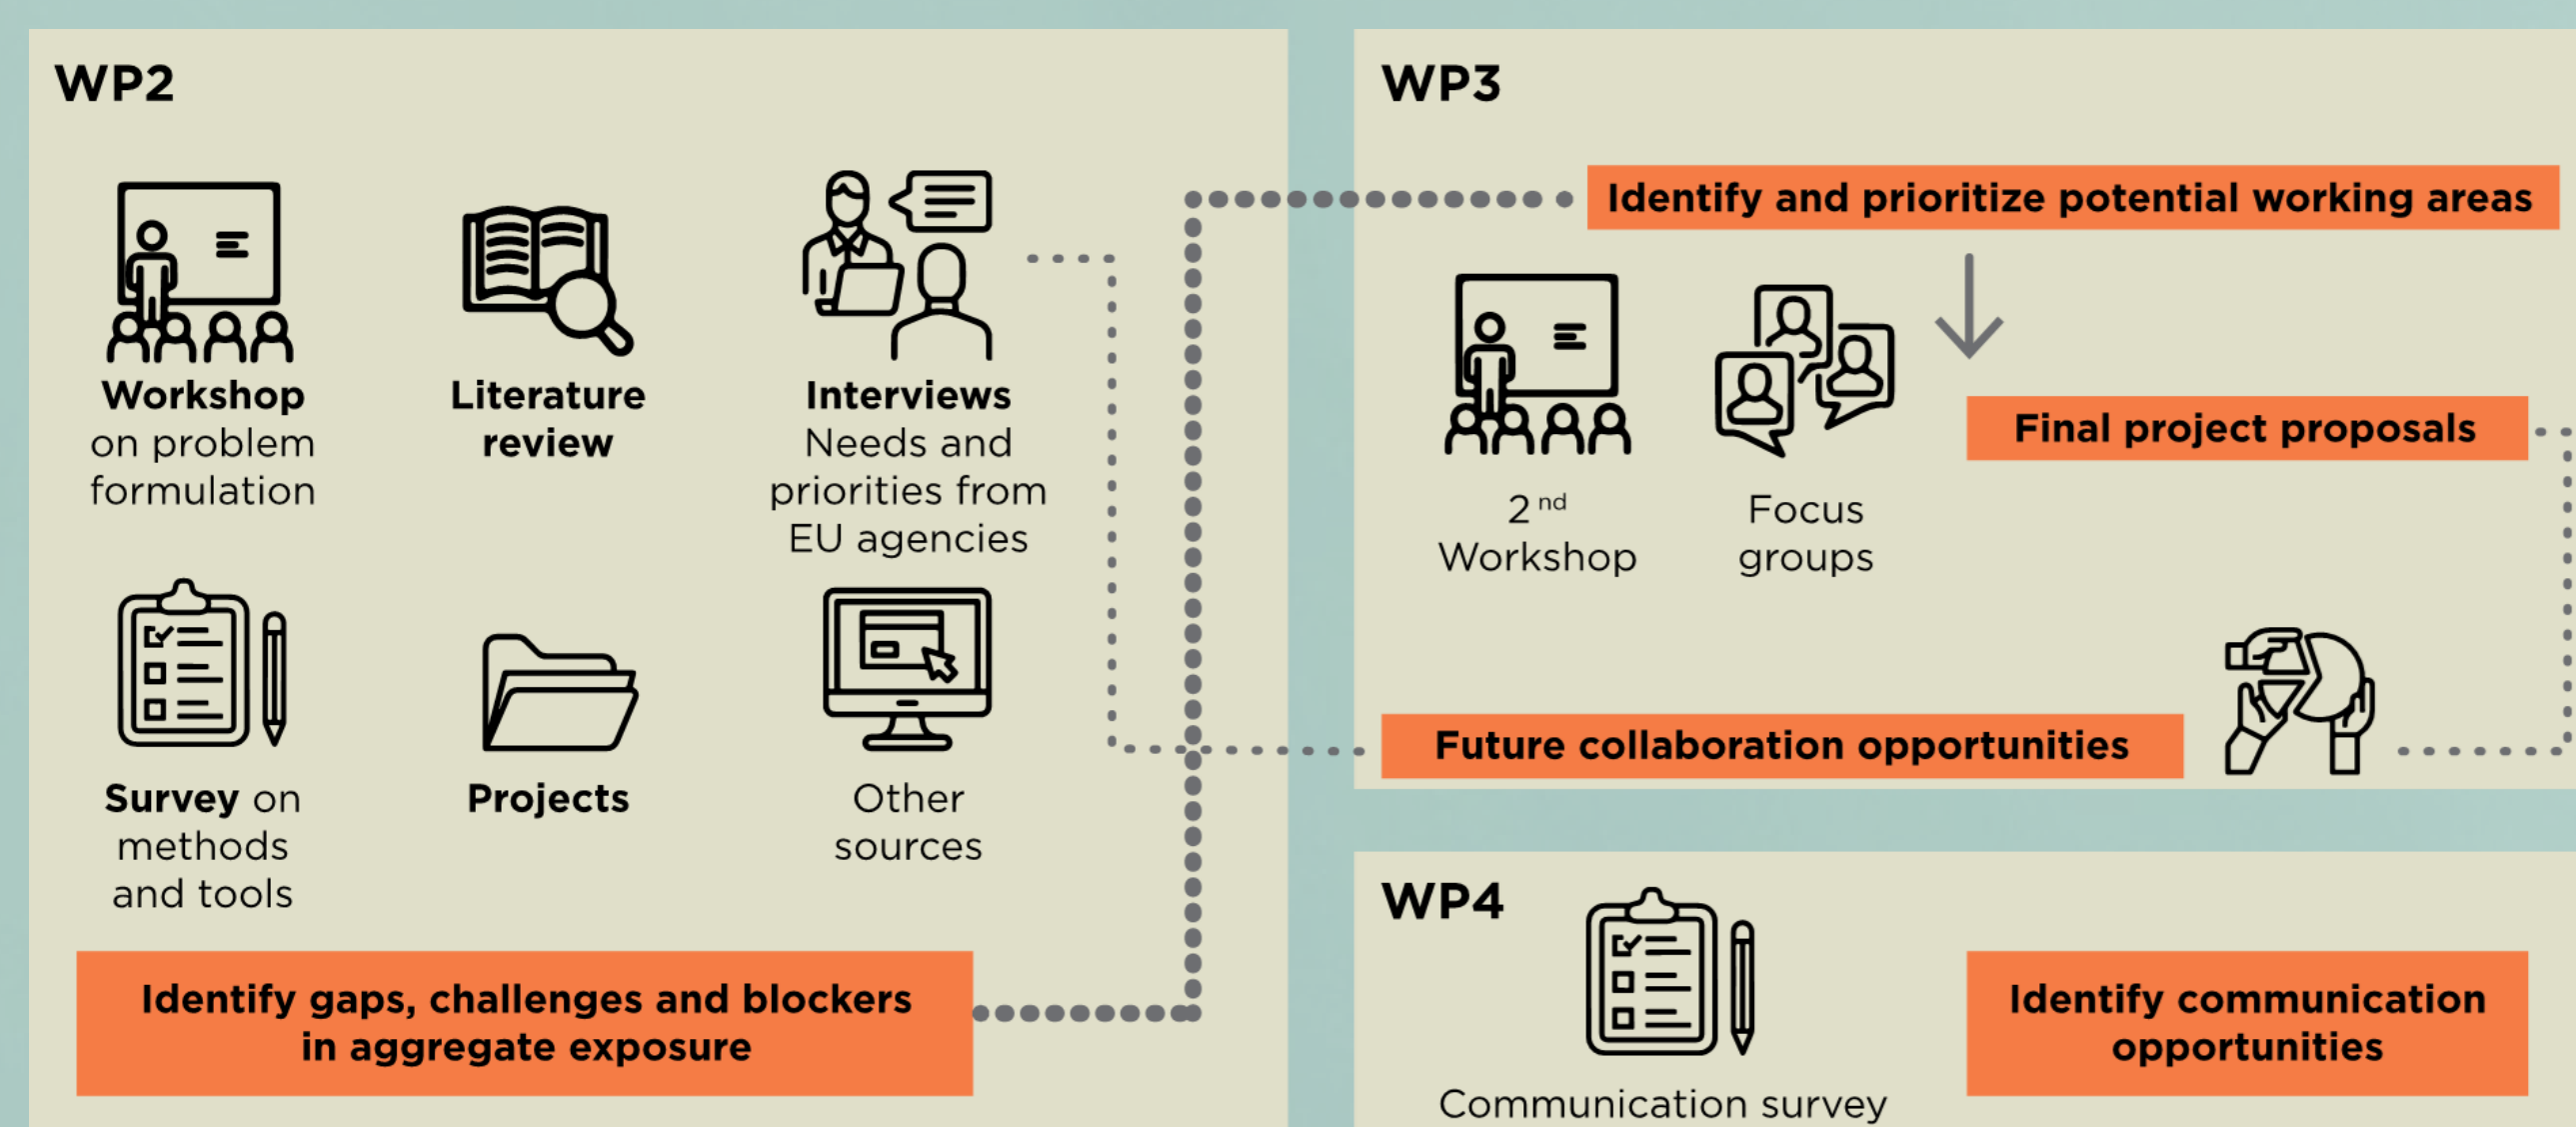 WP2
Workshop
on problem
formulation
Literature
review
Interviews
Needs and
priorities from
EU agencies
Survey on
methods
and tools
Projects
Other
sources
Identify gaps, challenges and blockers
in aggregate exposure
WP3
Identify and prioritize potential working areas
2nd
Workshop
Focus
groups
Final project proposals
Future collaboration opportunities
WP4
Communication survey
Identify communication
opportunities